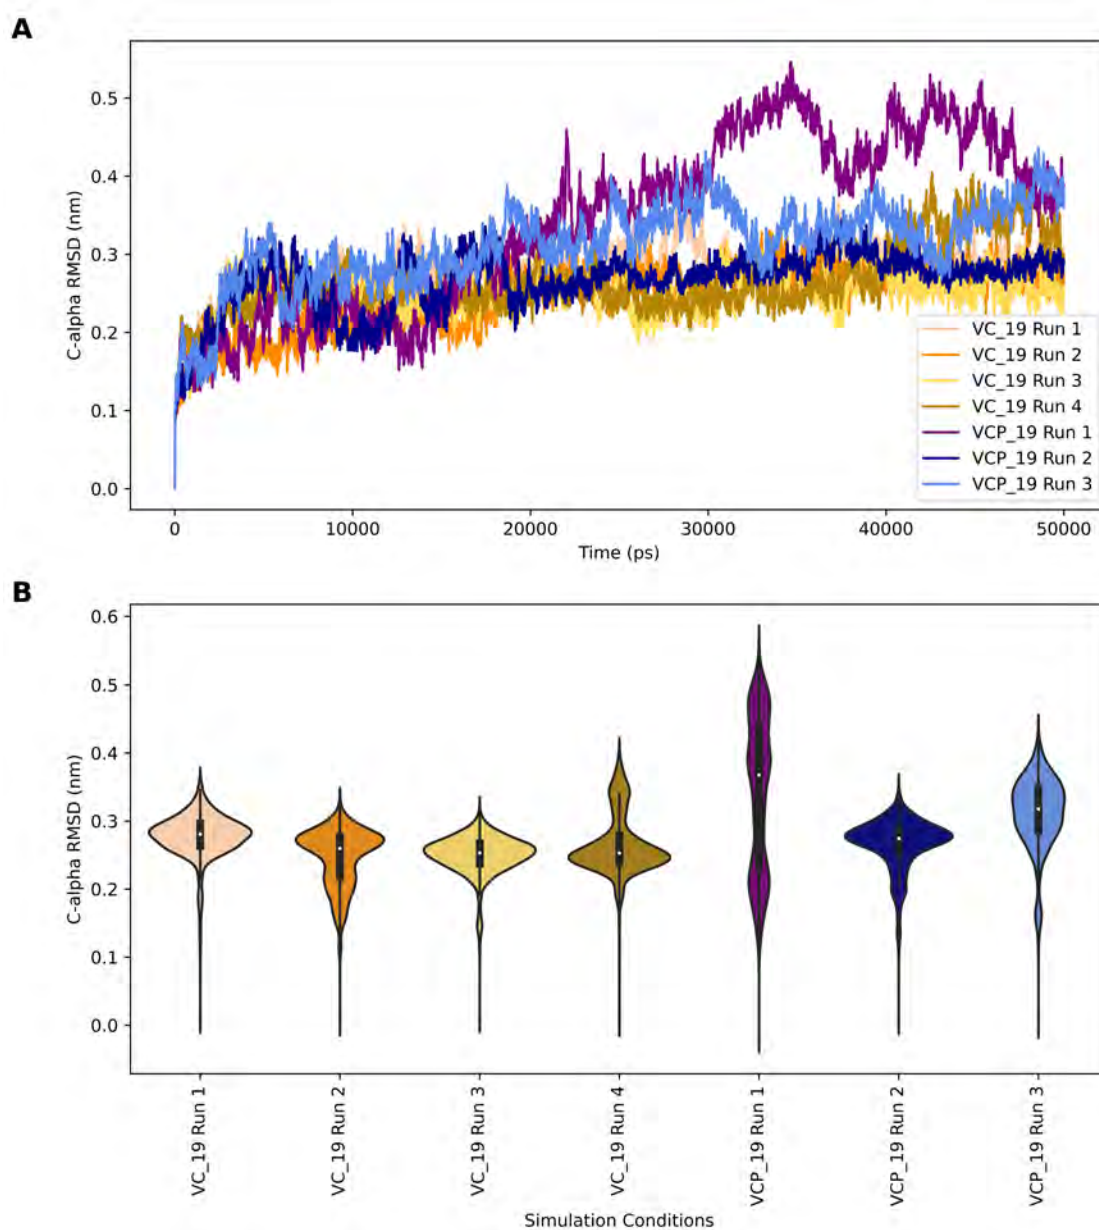 A
C-alpha RMSD (nm)
0.5
0.4
0.3
0.2
0.1
0.0
VC_19 Run 1
VC_19 Run 2
VC_19 Run 3
VC_19 Run 4
VCP_19 Run 1
VCP_19 Run 2
VCP_19 Run 3
0 10000 20000 30000 40000 50000
Time (ps)
B
C-alpha RMSD (nm)
0.6
0.5
0.4
0.3
0.2
0.1
0.0
VC_19 Run 1
VC_19 Run 2
VC_19 Run 3
VC_19 Run 4
VCP_19 Run 1
VCP_19 Run 2
VCP_19 Run 3
Simulation Conditions